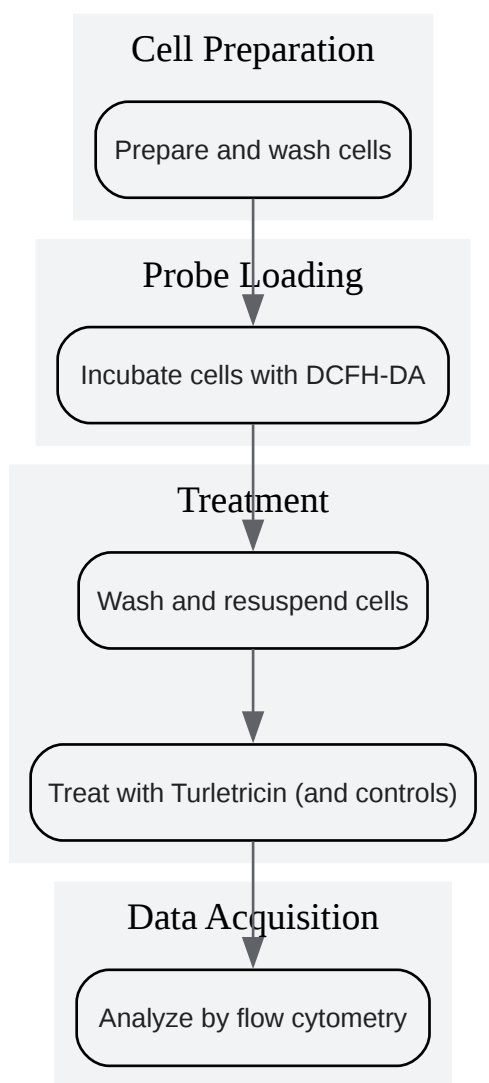 Cell Preparation
Prepare and wash cells
Probe Loading
Incubate cells with DCFH-DA
Treatment
Wash and resuspend cells
Treat with Turletricin (and controls)
Data Acquisition
Analyze by flow cytometry